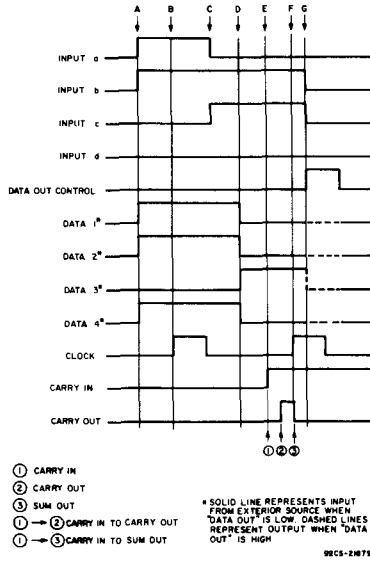 A B C D E F G
INPUT a
INPUT b
INPUT c
INPUT d
DATA OUT CONTROL
DATA 1*
DATA 2*
DATA 3*
DATA 4*
CLOCK
CARRY IN
CARRY OUT
① ② ③
① CARRY IN
② CARRY OUT
③ SUM OUT
① → ② CARRY IN TO CARRY OUT
① → ③ CARRY IN TO SUM OUT
* SOLID LINE REPRESENTS INPUT
FROM EXTERIOR SOURCE WHEN
"DATA OUT" IS LOW. DASHED LINES
REPRESENT OUTPUT WHEN "DATA
OUT" IS HIGH